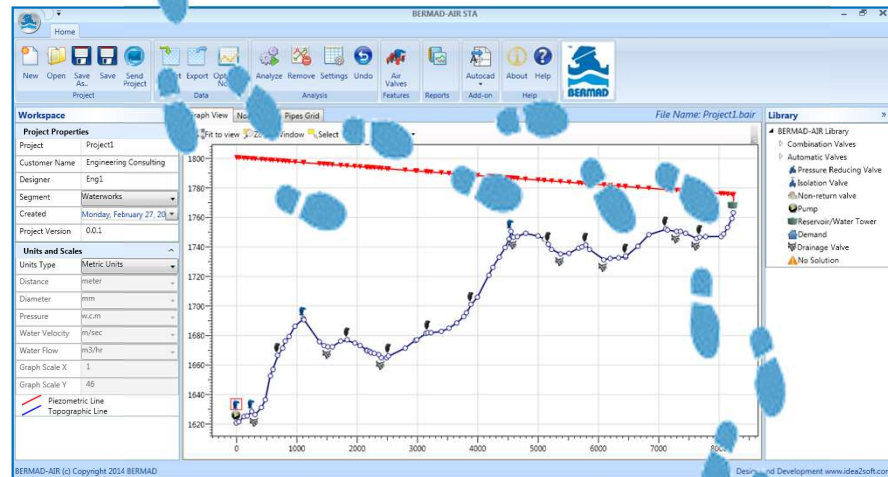 BERMAD-AIR STA
Home
New Open Save As.. Save Send Project Export Analyze Remove Settings Undo Air Valves Autocad About Help
Project Data Analysis Features Reports Add-on Help
BERMAD
Workspace
Project Properties
Project Project1
Customer Name Engineering Consulting
Designer Eng1
Segment Waterworks
Created Monday, February 27, 20
Project Version 0.0.1
Units and Scales
Units Type Metric Units
Distance meter
Diameter mm
Pressure w.c.m
Water Velocity m/sec
Water Flow m3/hr
Graph Scale X 1
Graph Scale Y 46
Piezometric Line
Topographic Line
View Pipes Grid File Name: Project1.bair
Fit to view Select
1800
1780
1760
1740
1720
1700
1680
1660
1640
1620
0 1000 2000 3000 4000 5000 6000 7000
Library
BERMAD-AIR Library
Combination Valves
Automatic Valves
Pressure Reducing Valve
Isolation Valve
Non-return valve
Pump
Reservoir/Water Tower
Demand
Drainage Valve
No Solution
BERMAD-AIR (c) Copyright 2014 BERMAD Development www.idea2soft.com